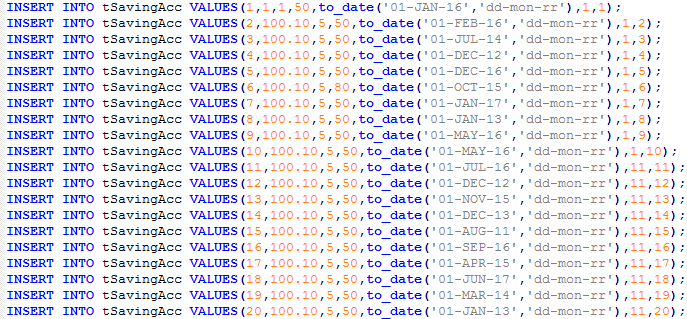 INSERT INTO tSavingAcc VALUES(1,1,1,50,to_date('01-JAN-16','dd-mon-rr'),1,1);
INSERT INTO tSavingAcc VALUES(2,100.10,5,50,to_date('01-FEB-16','dd-mon-rr'),1,2);
INSERT INTO tSavingAcc VALUES(3,100.10,5,50,to_date('01-JUL-14','dd-mon-rr'),1,3);
INSERT INTO tSavingAcc VALUES(4,100.10,5,50,to_date('01-DEC-12','dd-mon-rr'),1,4);
INSERT INTO tSavingAcc VALUES(5,100.10,5,50,to_date('01-DEC-16','dd-mon-rr'),1,5);
INSERT INTO tSavingAcc VALUES(6,100.10,5,80,to_date('01-OCT-15','dd-mon-rr'),1,6);
INSERT INTO tSavingAcc VALUES(7,100.10,5,50,to_date('01-JAN-17','dd-mon-rr'),1,7);
INSERT INTO tSavingAcc VALUES(8,100.10,5,50,to_date('01-JAN-13','dd-mon-rr'),1,8);
INSERT INTO tSavingAcc VALUES(9,100.10,5,50,to_date('01-MAY-16','dd-mon-rr'),1,9);
INSERT INTO tSavingAcc VALUES(10,100.10,5,50,to_date('01-MAY-16','dd-mon-rr'),1,10);
INSERT INTO tSavingAcc VALUES(11,100.10,5,50,to_date('01-JUL-16','dd-mon-rr'),11,11);
INSERT INTO tSavingAcc VALUES(12,100.10,5,50,to_date('01-DEC-12','dd-mon-rr'),11,12);
INSERT INTO tSavingAcc VALUES(13,100.10,5,50,to_date('01-NOV-15','dd-mon-rr'),11,13);
INSERT INTO tSavingAcc VALUES(14,100.10,5,50,to_date('01-DEC-13','dd-mon-rr'),11,14);
INSERT INTO tSavingAcc VALUES(15,100.10,5,50,to_date('01-AUG-11','dd-mon-rr'),11,15);
INSERT INTO tSavingAcc VALUES(16,100.10,5,50,to_date('01-SEP-16','dd-mon-rr'),11,16);
INSERT INTO tSavingAcc VALUES(17,100.10,5,50,to_date('01-APR-15','dd-mon-rr'),11,17);
INSERT INTO tSavingAcc VALUES(18,100.10,5,50,to_date('01-JUN-17','dd-mon-rr'),11,18);
INSERT INTO tSavingAcc VALUES(19,100.10,5,50,to_date('01-MAR-14','dd-mon-rr'),11,19);
INSERT INTO tSavingAcc VALUES(20,100.10,5,50,to_date('01-JAN-13','dd-mon-rr'),11,20);